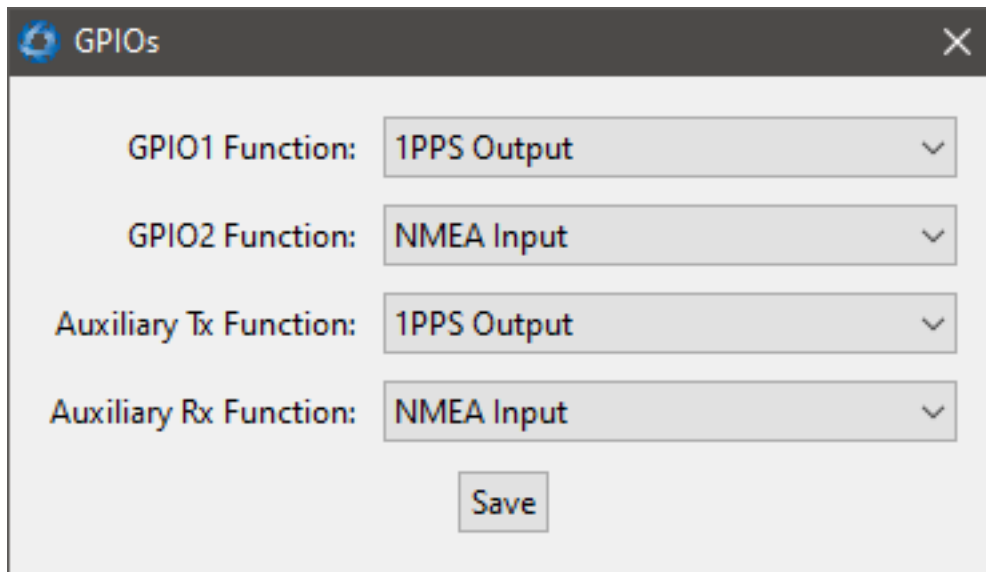 GPIOs
GPIO1 Function: 1PPS Output
GPIO2 Function: NMEA Input
Auxiliary Tx Function: 1PPS Output
Auxiliary Rx Function: NMEA Input
Save